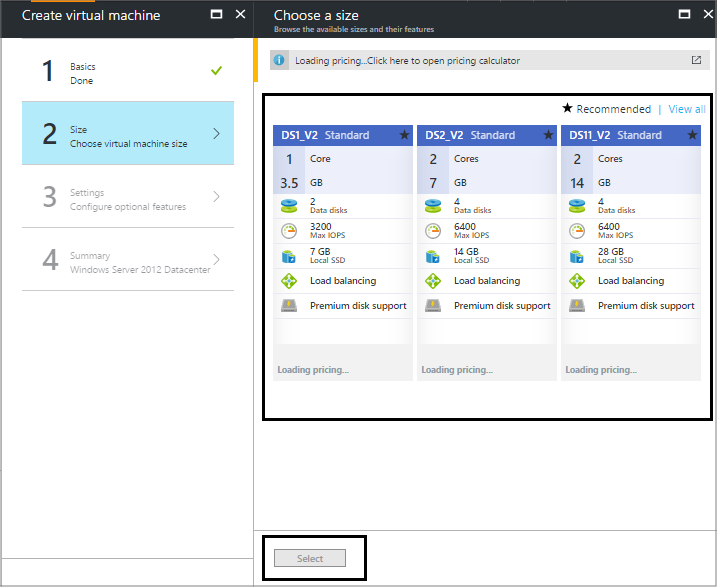 Create virtual machine
1
Basics
Done
2
Size
Choose virtual machine size
3
Settings
Configure optional features
4
Summary
Windows Server 2012 Datacenter
Choose a size
Browse the available sizes and their features
Loading pricing...Click here to open pricing calculator
★ Recommended | View all
DS1_V2 Standard
1 Core
3.5 GB
2
Data disks
3200
Max IOPS
7 GB
Local SSD
Load balancing
Premium disk support
Loading pricing...
DS2_V2 Standard
2 Cores
7 GB
4
Data disks
6400
Max IOPS
14 GB
Local SSD
Load balancing
Premium disk support
Loading pricing...
DS11_V2 Standard
2 Cores
14 GB
4
Data disks
6400
Max IOPS
28 GB
Local SSD
Load balancing
Premium disk support
Loading pricing...
Select